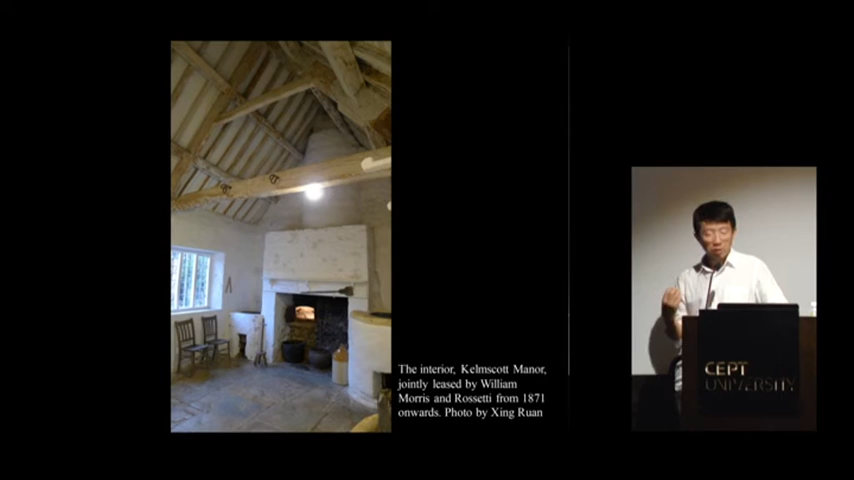 The interior, Kelmscott Manor,
jointly leased by William
Morris and Rossetti from 1871
onwards. Photo by Xing Ruan
CEPT
UNIVERSITY